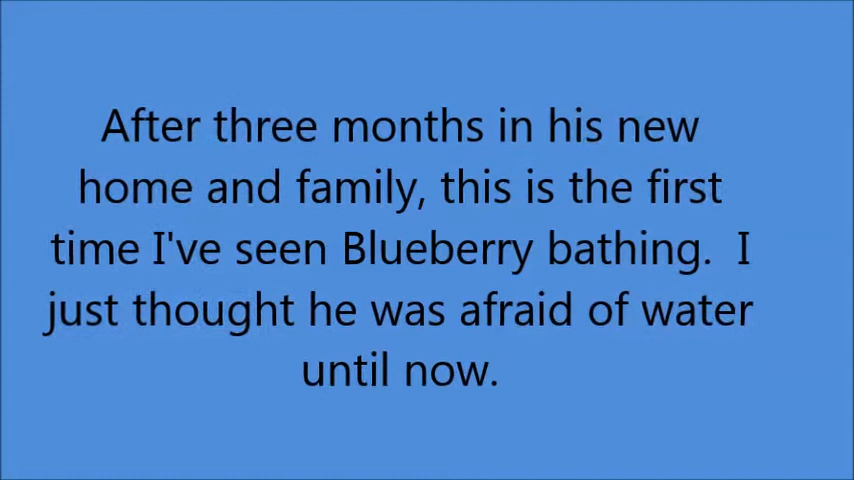 After three months in his new
home and family, this is the first
time I've seen Blueberry bathing.  I
just thought he was afraid of water
until now.